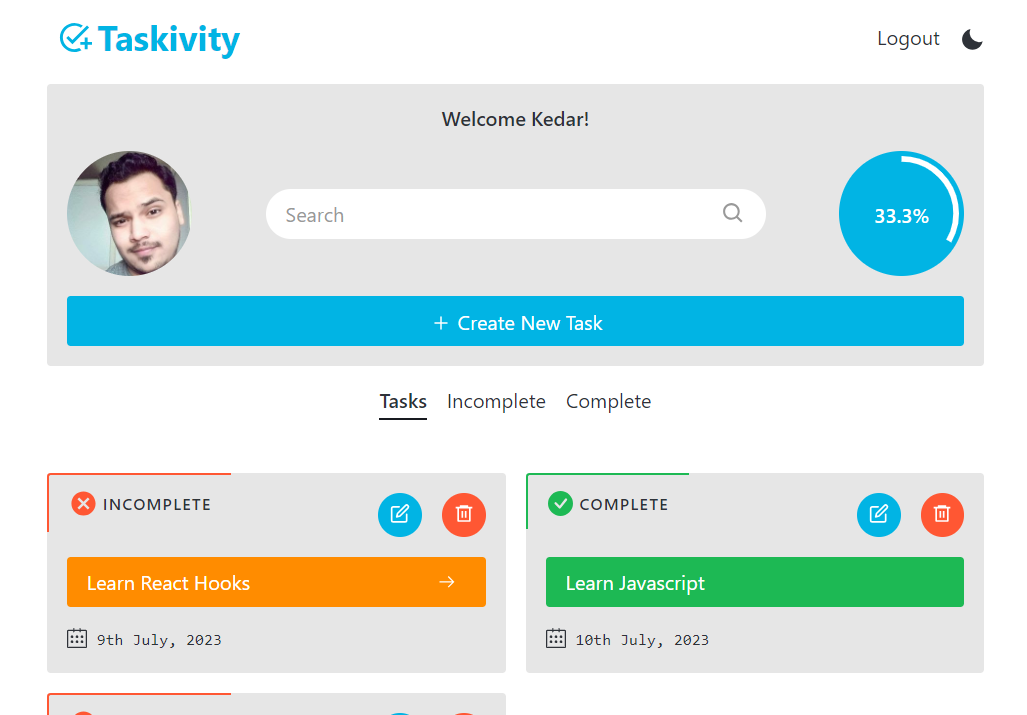 Taskivity
Logout
Welcome Kedar!
Search
33.3%
+ Create New Task
Tasks Incomplete Complete
INCOMPLETE
Learn React Hooks
9th July, 2023
COMPLETE
Learn Javascript
10th July, 2023